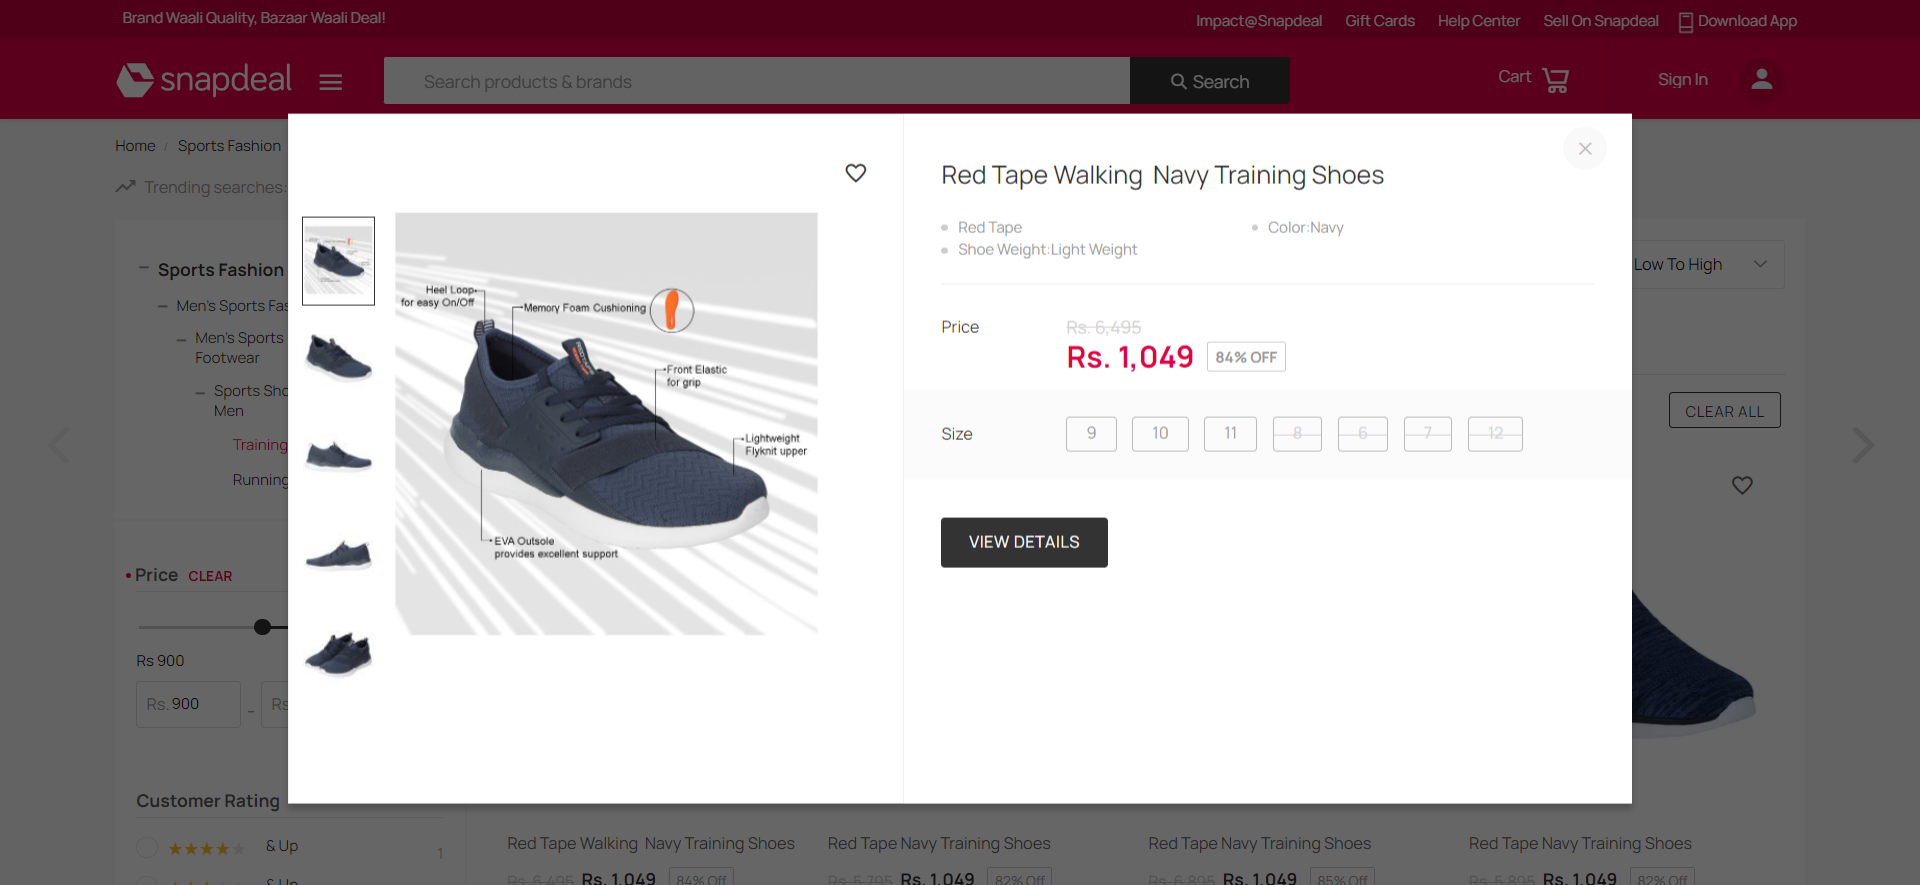 Brand Waali Quality, Bazaar Waali Deal!
Impact@Snapdeal
Gift Cards
Help Center
Sell On Snapdeal
Download App
snapdeal
Search products & brands
Search
Cart
Sign In
Home / Sports Fashion
Trending searches:
Sports Fashion
Men's Sports Fas
Men's Sports
Footwear
Sports Sho
Men
Training
Running
Price CLEAR
Rs 900
Rs. 900 - Rs
Customer Rating
& Up
1
& Up
Heel Loop
for easy On/Off
Memory Foam Cushioning
Front Elastic
for grip
Lightweight
Flyknit upper
EVA Outsole
provides excellent support
Red Tape Walking Navy Training Shoes
Red Tape
Color:Navy
Shoe Weight:Light Weight
Price
Rs. 6,495
Rs. 1,049 84% OFF
Size 9 10 11 8 6 7 12
VIEW DETAILS
Low To High
CLEAR ALL
Red Tape Walking Navy Training Shoes
Rs. 6,495 Rs. 1,049 84% Off
Red Tape Navy Training Shoes
Rs. 5,795 Rs. 1,049 82% Off
Red Tape Navy Training Shoes
Rs. 6,895 Rs. 1,049 85% Off
Red Tape Navy Training Shoes
Rs. 5,895 Rs. 1,049 82% Off